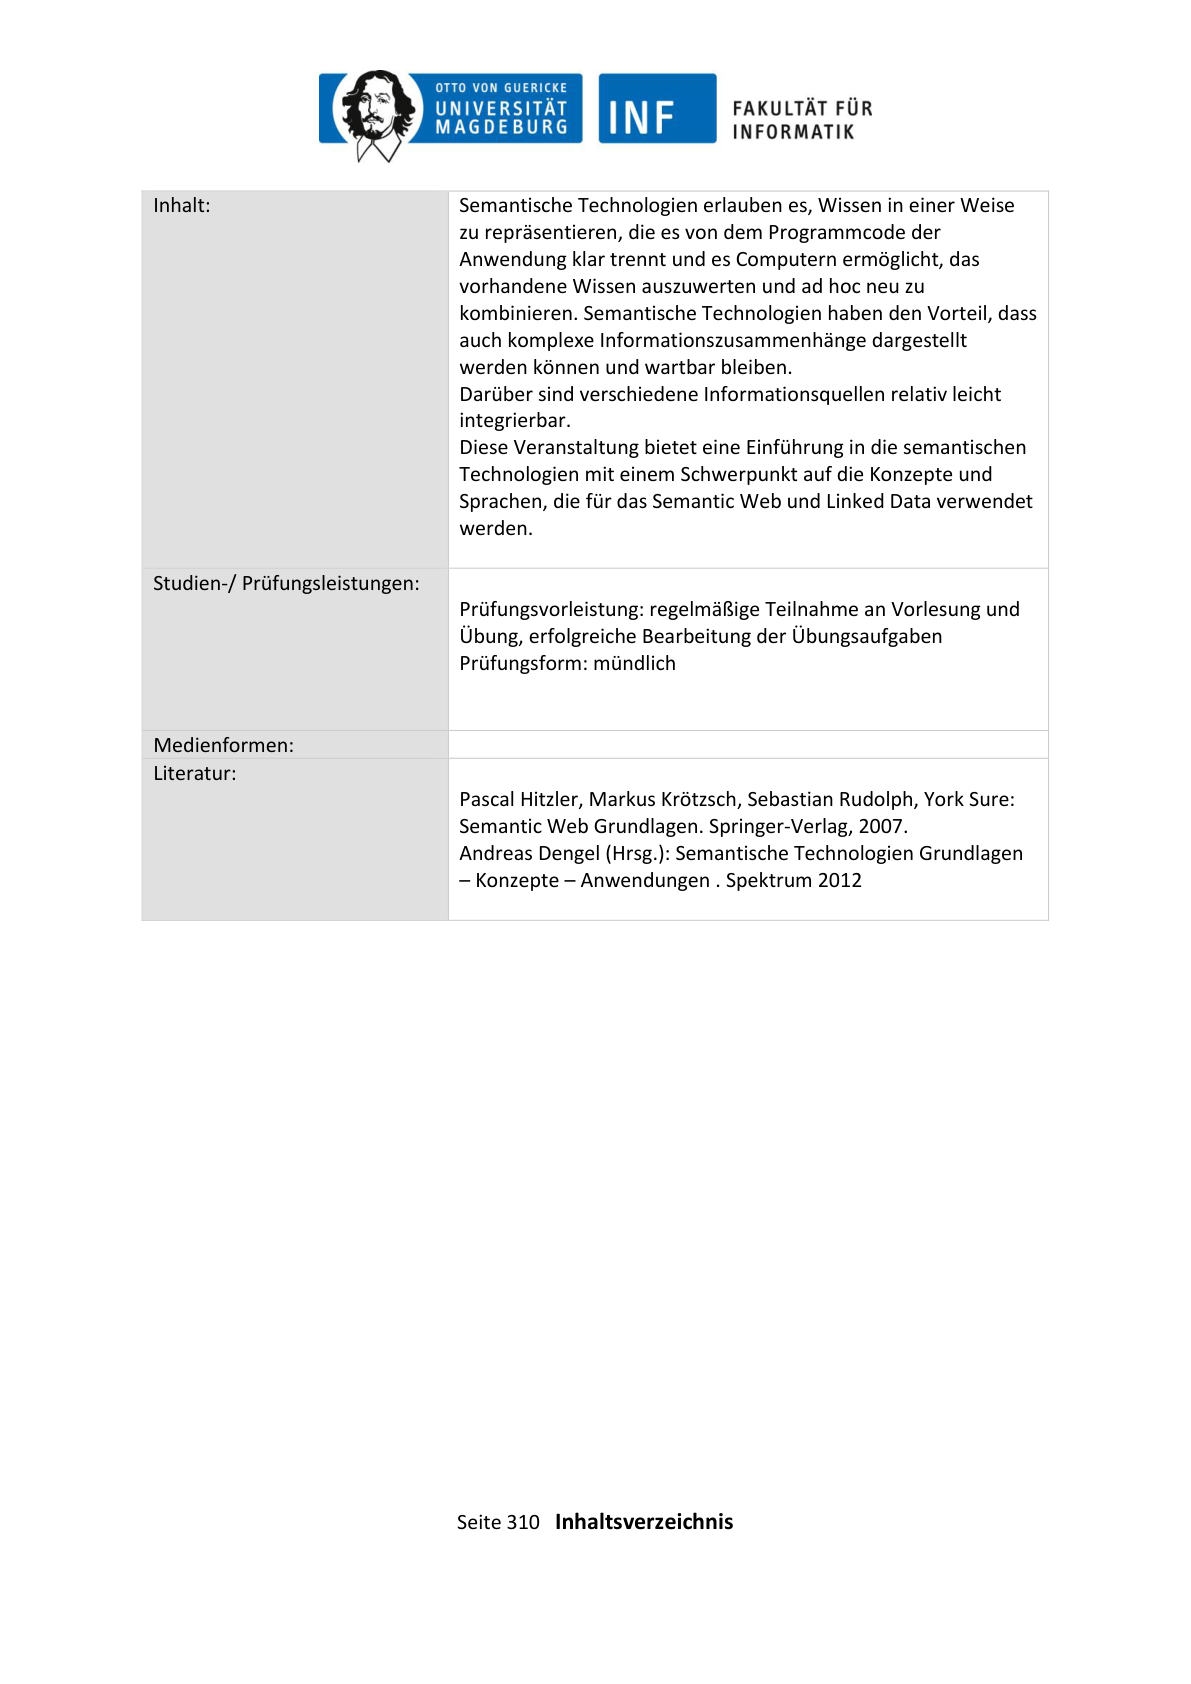 OTTO VON GUERICKE
UNIVERSITÄT
MAGDEBURG
INF
FAKULTÄT FÜR
INFORMATIK
Inhalt:
Semantische Technologien erlauben es, Wissen in einer Weise
zu repräsentieren, die es von dem Programmcode der
Anwendung klar trennt und es Computern ermöglicht, das
vorhandene Wissen auszuwerten und ad hoc neu zu
kombinieren. Semantische Technologien haben den Vorteil, dass
auch komplexe Informationszusammenhänge dargestellt
werden können und wartbar bleiben.
Darüber sind verschiedene Informationsquellen relativ leicht
integrierbar.
Diese Veranstaltung bietet eine Einführung in die semantischen
Technologien mit einem Schwerpunkt auf die Konzepte und
Sprachen, die für das Semantic Web und Linked Data verwendet
werden.
Studien-/ Prüfungsleistungen:
Prüfungsvorleistung: regelmäßige Teilnahme an Vorlesung und
Übung, erfolgreiche Bearbeitung der Übungsaufgaben
Prüfungsform: mündlich
Medienformen:
Literatur:
Pascal Hitzler, Markus Krötzsch, Sebastian Rudolph, York Sure:
Semantic Web Grundlagen. Springer-Verlag, 2007.
Andreas Dengel (Hrsg.): Semantische Technologien Grundlagen
– Konzepte – Anwendungen . Spektrum 2012
Seite 310 Inhaltsverzeichnis